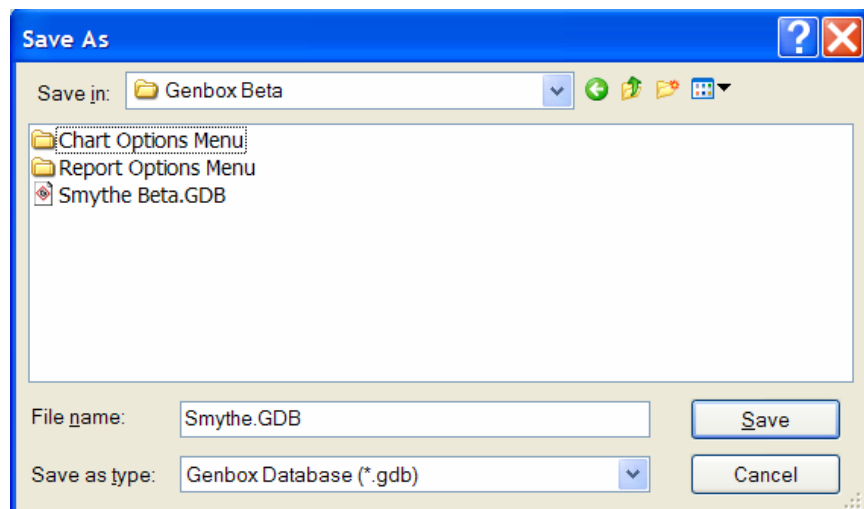 Save As
Save in: Genbox Beta
Chart Options Menu
Report Options Menu
Smythe Beta.GDB
File name: Smythe.GDB Save
Save as type: Genbox Database (*.gdb) Cancel